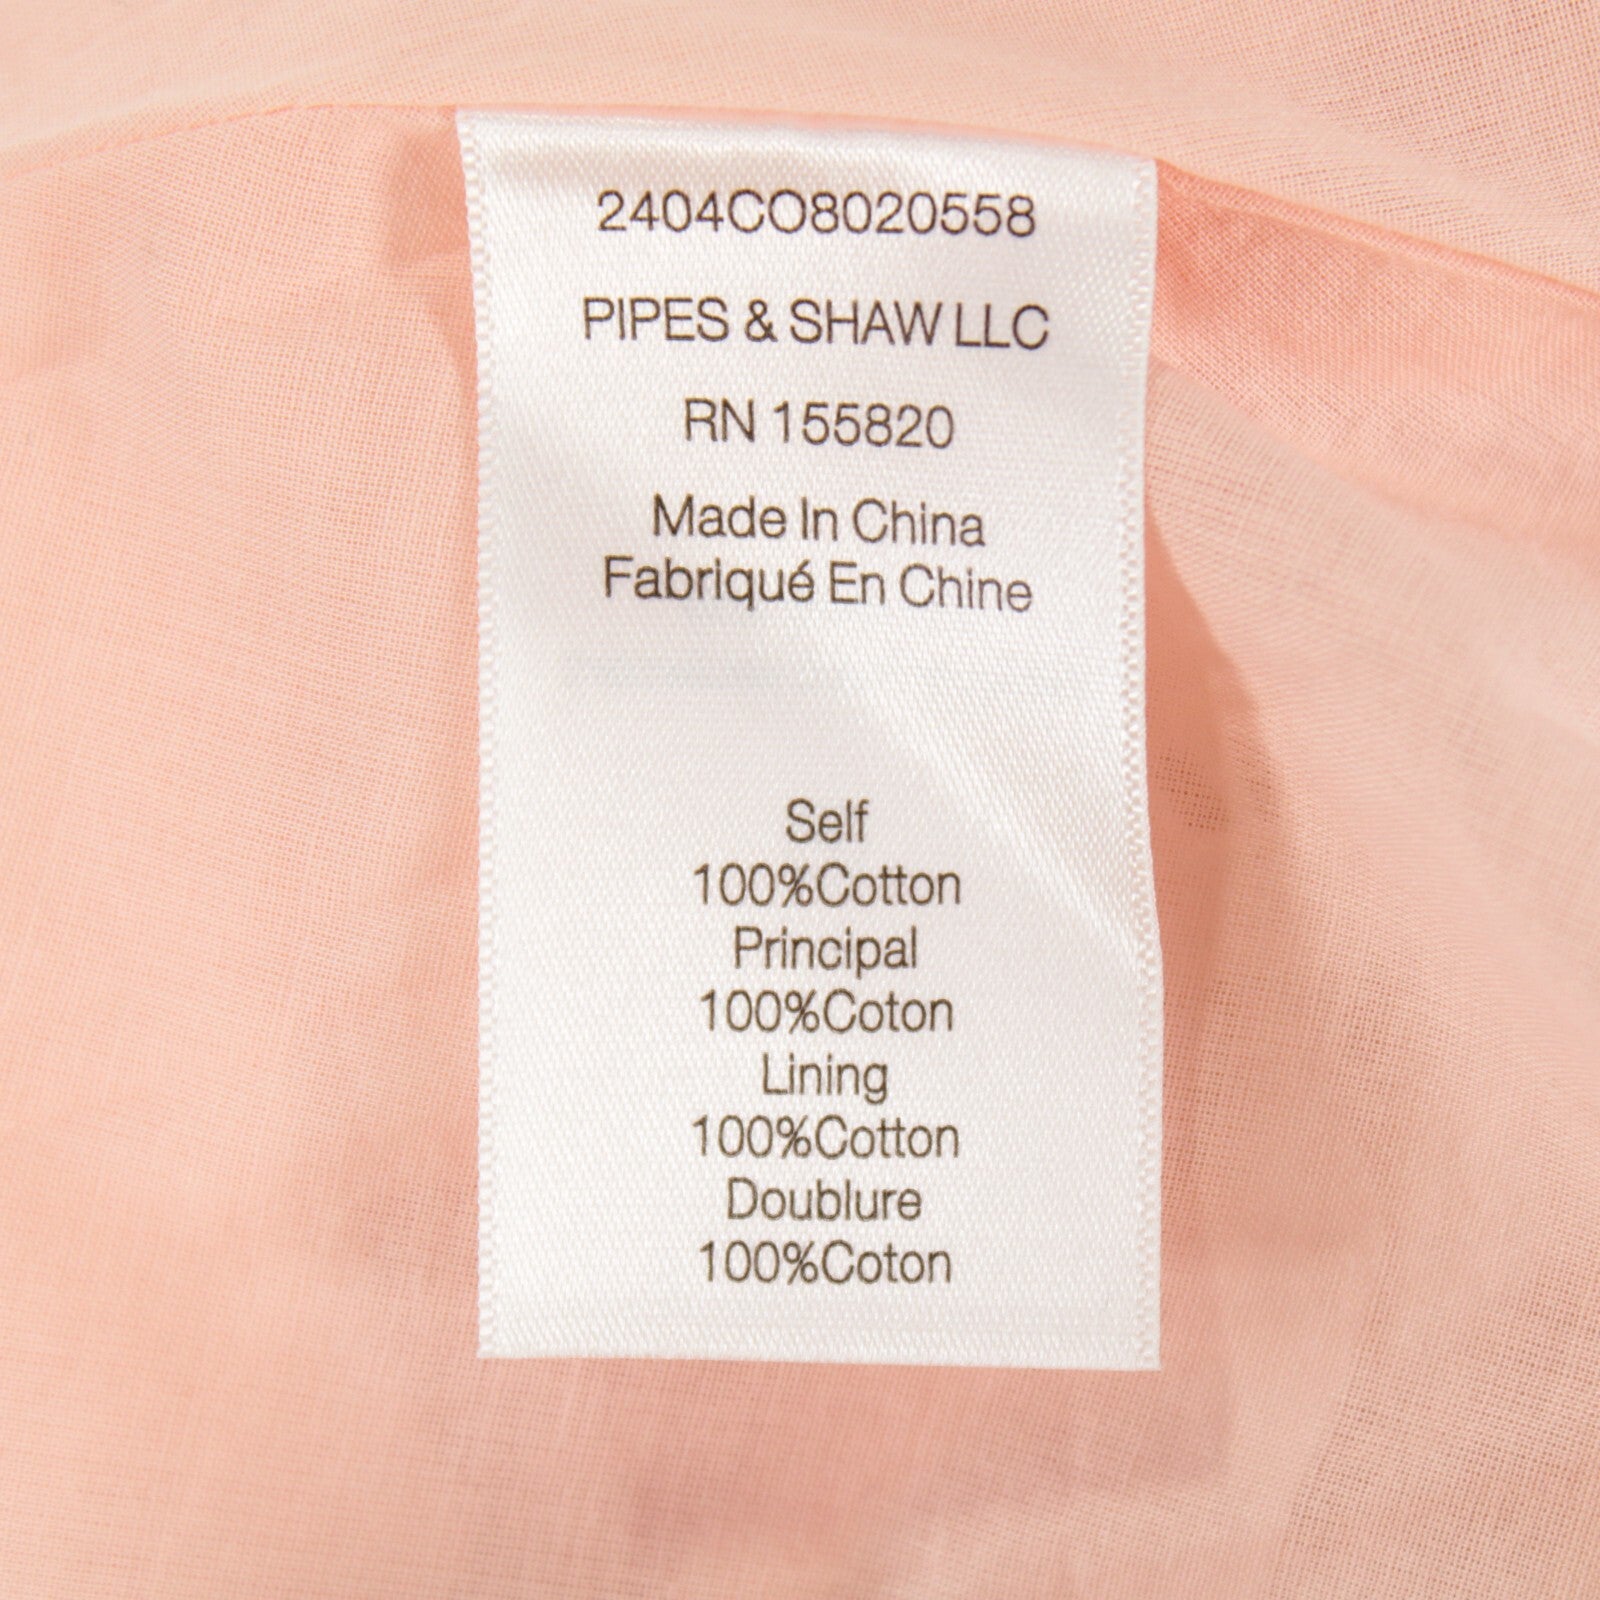 2404CO8020558
PIPES & SHAW LLC
RN 155820
Made In China
Fabriqué En Chine
Self
100%Cotton
Principal
100%Coton
Lining
100%Cotton
Doublure
100%Coton